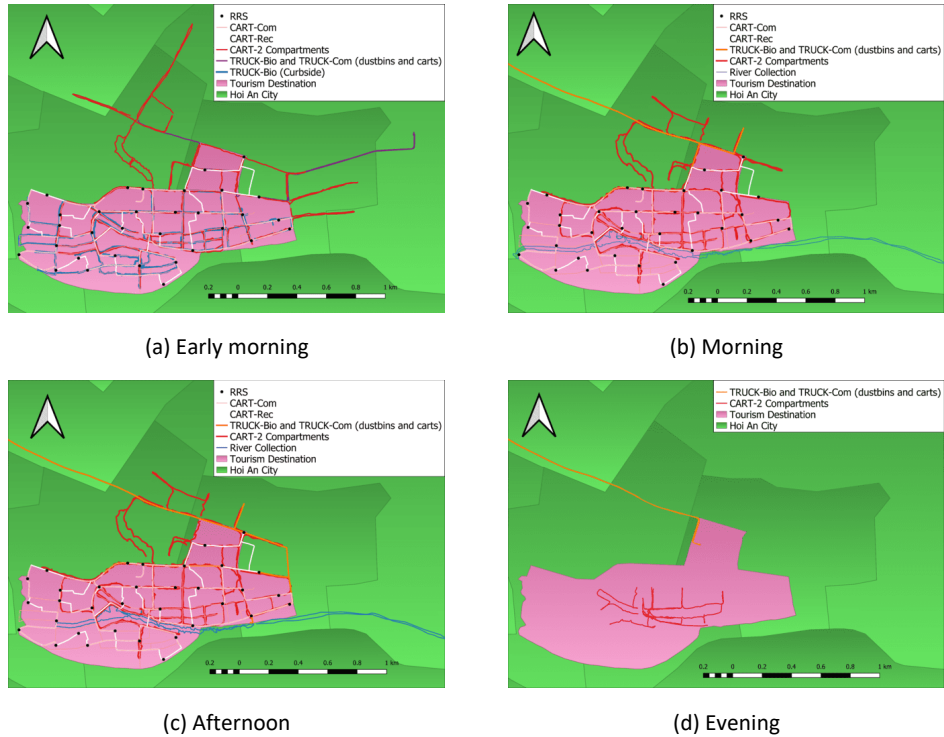 RRS
CART-Com
CART-Rec
CART-2 Compartments
TRUCK-Bio and TRUCK-Com (dustbins and carts)
TRUCK-Bio (Curbside)
Tourism Destination
Hoi An City
0.2 0 0.2 0.4 0.6 0.8 1 km
(a) Early morning
RRS
CART-Com
CART-Rec
TRUCK-Bio and TRUCK-Com (dustbins and carts)
CART-2 Compartments
River Collection
Tourism Destination
Hoi An City
0.2 0 0.2 0.4 0.6 0.8 1 km
(b) Morning
RRS
CART-Com
CART-Rec
TRUCK-Bio and TRUCK-Com (dustbins and carts)
CART-2 Compartments
River Collection
Tourism Destination
Hoi An City
0.2 0 0.2 0.4 0.6 0.8 1 km
(c) Afternoon
TRUCK-Bio and TRUCK-Com (dustbins and carts)
CART-2 Compartments
Tourism Destination
Hoi An City
0.2 0 0.2 0.4 0.6 0.8 1 km
(d) Evening